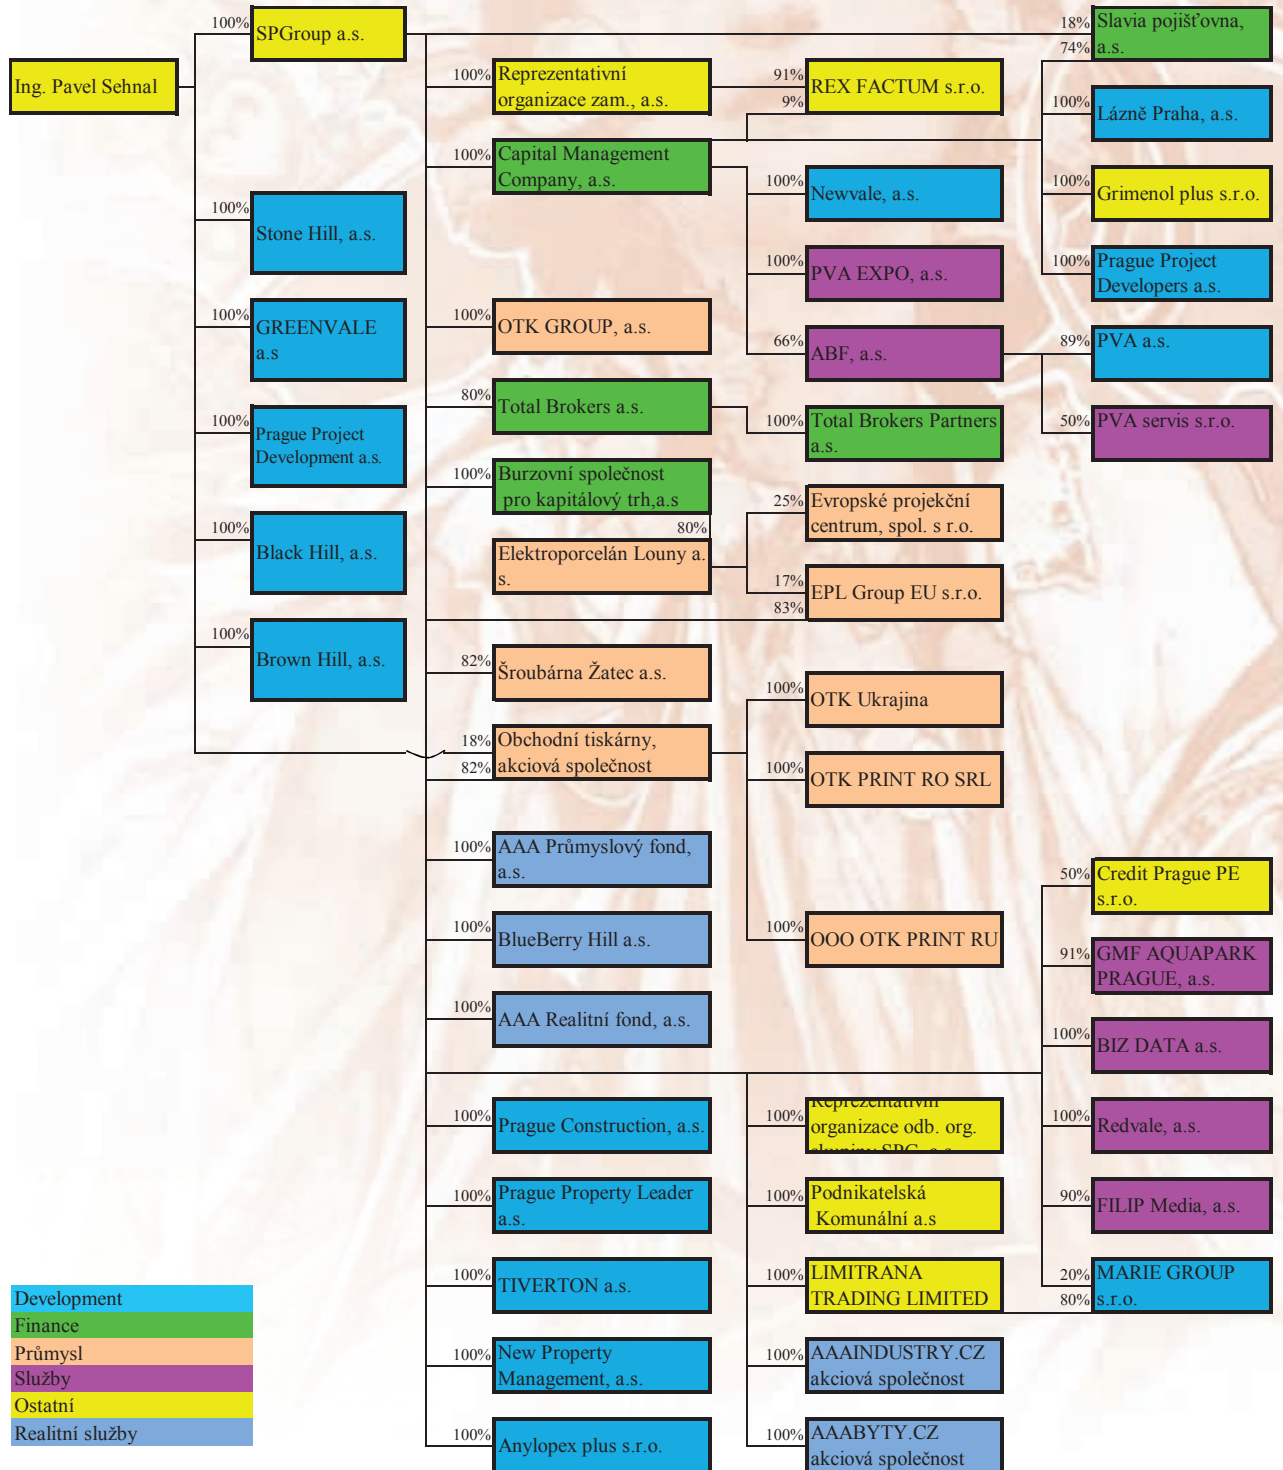 100%
SPGroup a.s.
18%
Slavia pojišťovna,
a.s.
74%
Ing. Pavel Sehnal
100%
Reprezentativní
organizace zam., a.s.
91%
REX FACTUM s.r.o.
9%
100%
Lázně Praha, a.s.
100%
Capital Management
Company, a.s.
100%
Stone Hill, a.s.
100%
Newvale, a.s.
100%
Grimenol plus s.r.o.
100%
PVA EXPO, a.s.
100%
Prague Project
Developers a.s.
100%
GREENVALE
a.s
100%
OTK GROUP, a.s.
66%
ABF, a.s.
89%
PVA a.s.
100%
Prague Project
Development a.s.
80%
Total Brokers a.s.
100%
Total Brokers Partners
a.s.
50%
PVA servis s.r.o.
100%
Burzovní společnost
pro kapitálový trh,a.s
25%
Evropské projekční
centrum, spol. s r.o.
100%
Black Hill, a.s.
80%
Elektroporcelán Louny a.
s.
17%
EPL Group EU s.r.o.
83%
100%
Brown Hill, a.s.
82%
Šroubárna Žatec a.s.
100%
OTK Ukrajina
18%
Obchodní tiskárny,
akciová společnost
82%
100%
OTK PRINT RO SRL
100%
AAA Průmyslový fond,
a.s.
50%
Credit Prague PE
s.r.o.
100%
BlueBerry Hill a.s.
100%
OOO OTK PRINT RU
91%
GMF AQUAPARK
PRAGUE, a.s.
100%
AAA Realitní fond, a.s.
100%
BIZ DATA a.s.
100%
Prague Construction, a.s.
100%
Reprezentativní
organizace odb. org.
skupiny SPG, a.s.
100%
Redvale, a.s.
100%
Prague Property Leader
a.s.
100%
Podnikatelská
Komunální a.s
90%
FILIP Media, a.s.
100%
TIVERTON a.s.
100%
LIMITRANA
TRADING LIMITED
20%
MARIE GROUP
s.r.o.
80%
100%
New Property
Management, a.s.
100%
AAAINDUSTRY.CZ
akciová společnost
100%
Anylopex plus s.r.o.
100%
AAABYTY.CZ
akciová společnost
Development
Finance
Průmysl
Služby
Ostatní
Realitní služby